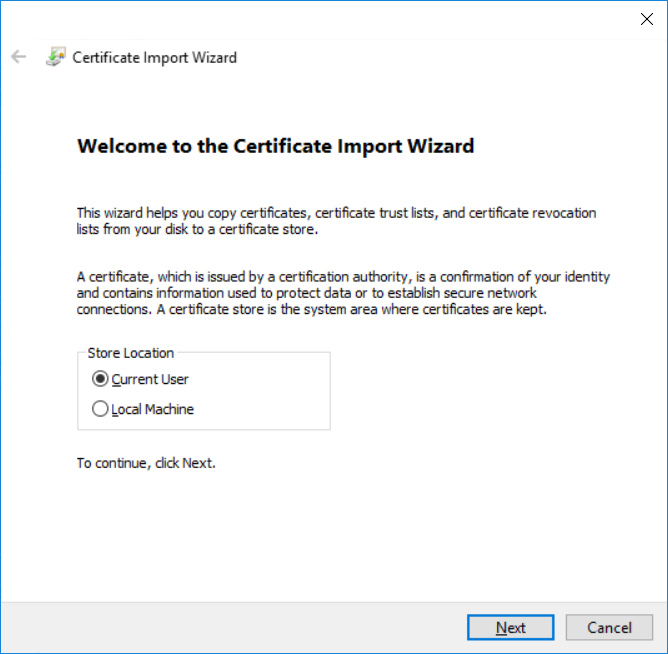 Certificate Import Wizard
Welcome to the Certificate Import Wizard
This wizard helps you copy certificates, certificate trust lists, and certificate revocation
lists from your disk to a certificate store.
A certificate, which is issued by a certification authority, is a confirmation of your identity
and contains information used to protect data or to establish secure network
connections. A certificate store is the system area where certificates are kept.
Store Location
Current User
Local Machine
To continue, click Next.
Next
Cancel